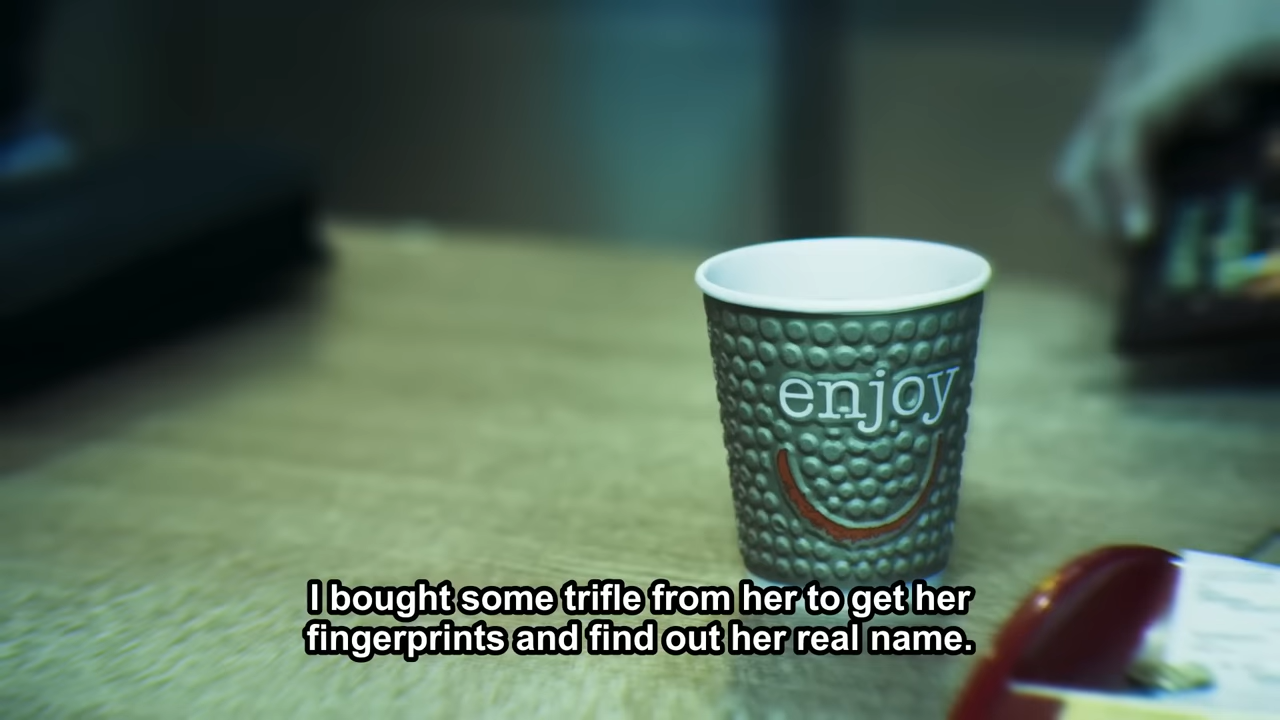 enjoy
I bought some trifle from her to get her
fingerprints and find out her real name.